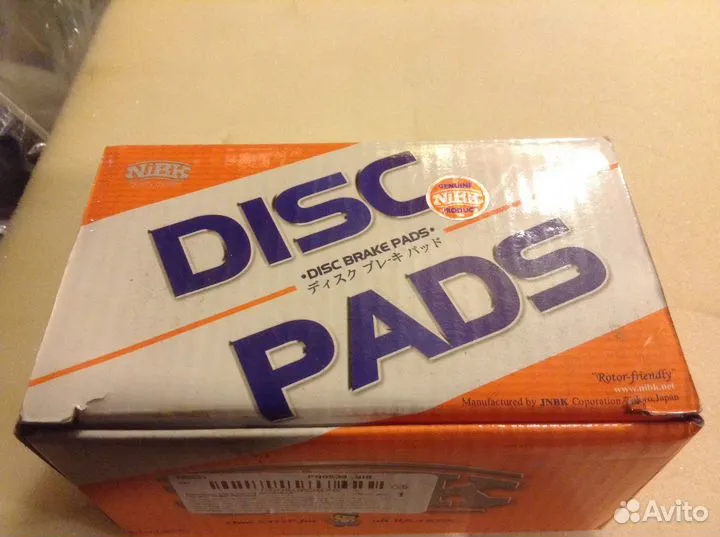 NiBK
DISC
GENUINE
NiBK
PRODUCT
•DISC BRAKE PADS•
ディスク ブレーキ パッド
PADS
"Rotor-friendly"
www.nibk.net
Manufactured by JNBK Coporation, Tokyo, Japan
Avito